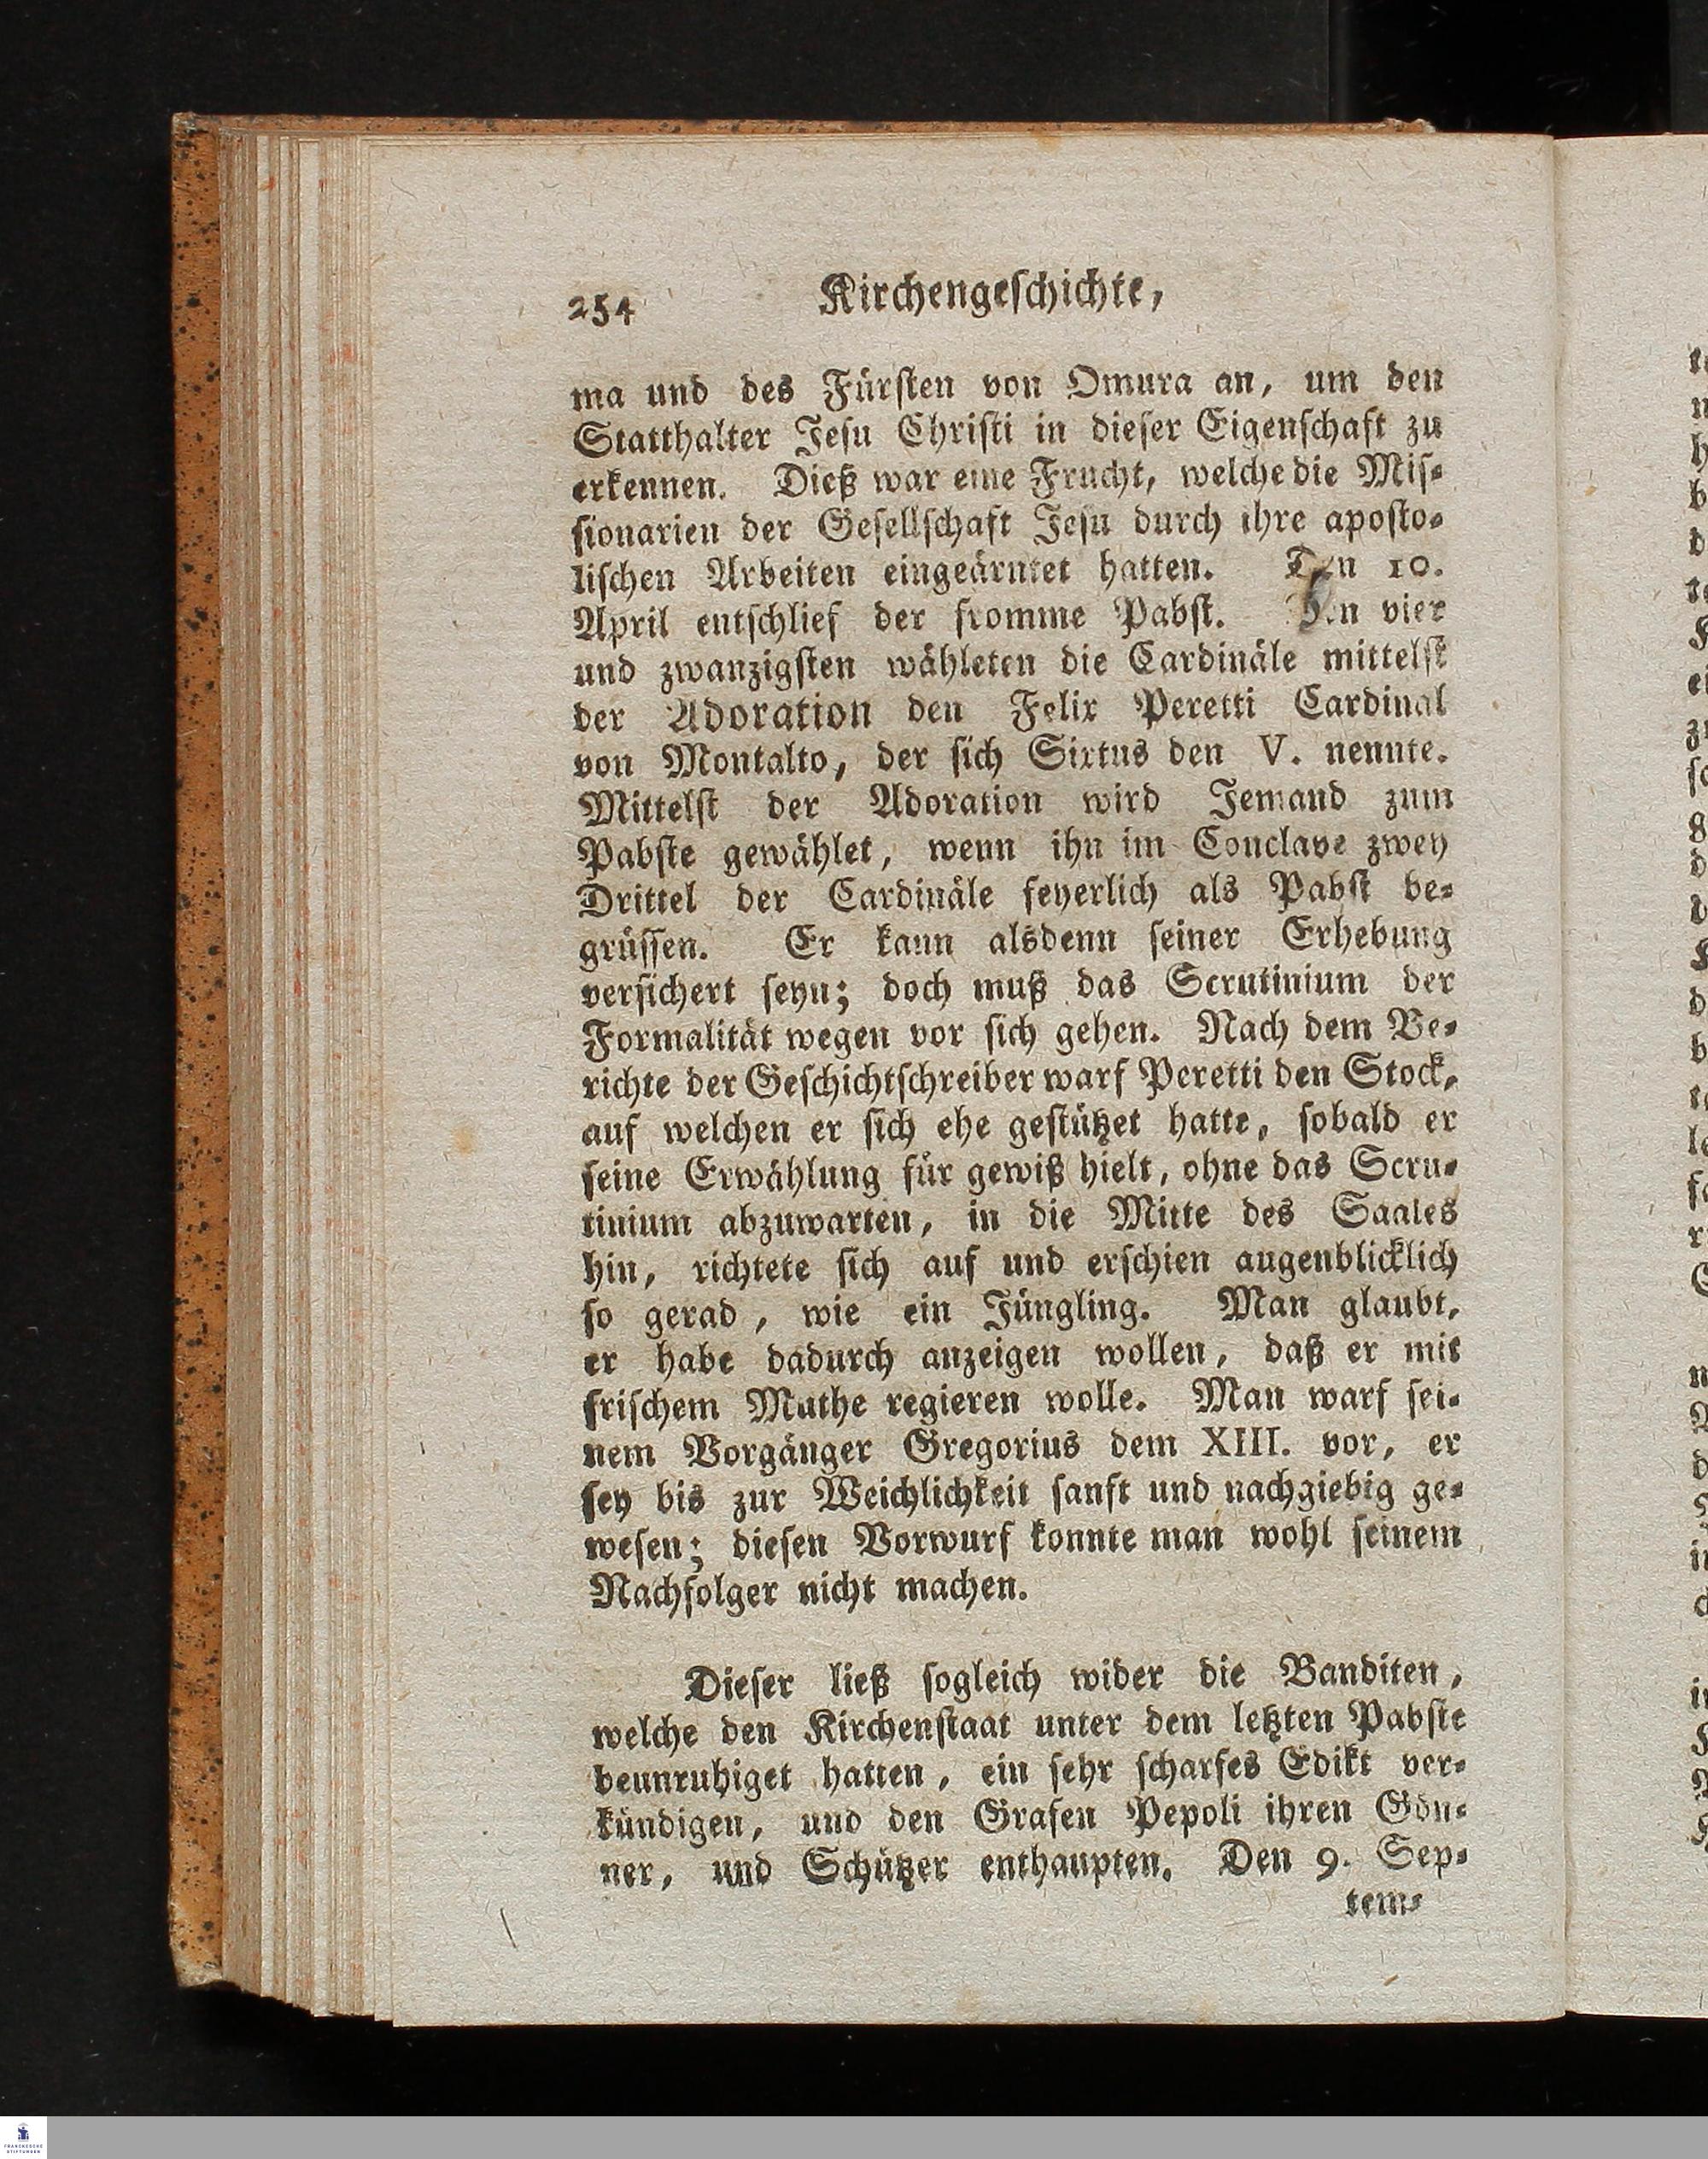 254 Kirchengeschichte,
ma und des Fürsten von Omura an, um den
Statthalter Jesu Christi in dieser Eigenschaft zu
erkennen. Dieß war eine Frucht, welche die Mis-
sionarien der Gesellschaft Jesu durch ihre aposto-
lischen Arbeiten eingeärntet hatten. Den 10.
April entschlief der fromme Pabst. Den vier
und zwanzigsten wähleten die Cardinäle mittelst
der Adoration den Felix Peretti Cardinal
von Montalto, der sich Sixtus den V. nennte.
Mittelst der Adoration wird Jemand zum
Pabste gewählet, wenn ihn im Conclave zwey
Drittel der Cardinäle feyerlich als Pabst be-
grüssen. Er kann alsdenn seiner Erhebung
versichert seyn; doch muß das Scrutinium der
Formalität wegen vor sich gehen. Nach dem Be-
richte der Geschichtschreiber warf Peretti den Stock,
auf welchen er sich ehe gestützet hatte, sobald er
seine Erwählung für gewiß hielt, ohne das Scru-
tinium abzuwarten, in die Mitte des Saales
hin, richtete sich auf und erschien augenblicklich
so gerad, wie ein Jüngling. Man glaubt,
er habe dadurch anzeigen wollen, daß er mit
frischem Muthe regieren wolle. Man warf sei-
nem Vorgänger Gregorius dem XIII. vor, er
sey bis zur Weichlichkeit sanft und nachgiebig ge-
wesen; diesen Vorwurf konnte man wohl seinem
Nachfolger nicht machen.
Dieser ließ sogleich wider die Banditen,
welche den Kirchenstaat unter dem letzten Pabste
beunruhiget hatten, ein sehr scharfes Edikt ver-
kündigen, und den Grafen Pepoli ihren Gön-
ner, und Schützer enthaupten. Den 9. Sep-
tem-
FRANCKESCHE
STIFTUNGEN